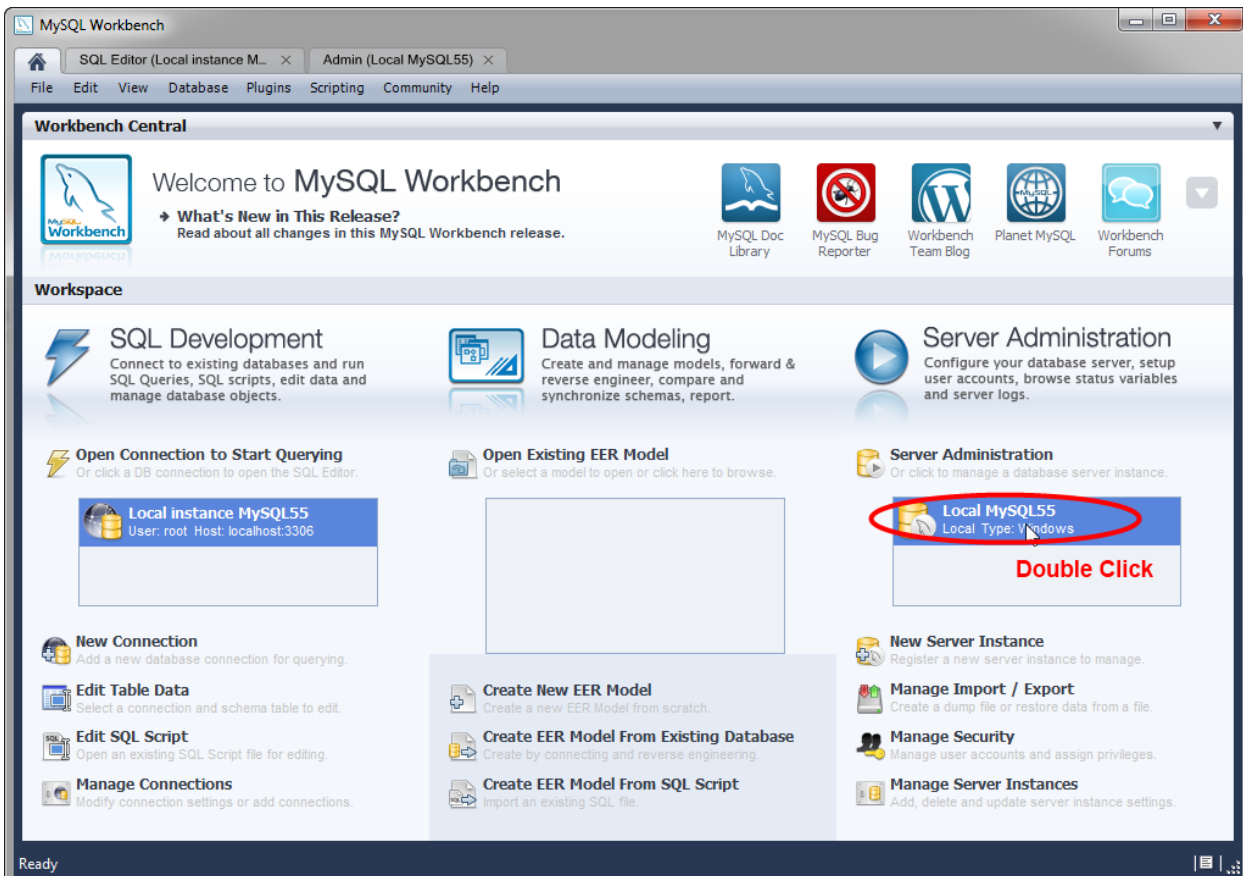 MySQL Workbench
SQL Editor (Local instance M...
Admin (Local MySQL55)
File Edit View Database Plugins Scripting Community Help
Workbench Central
MySQL
Workbench
Welcome to MySQL Workbench
What's New in This Release?
Read about all changes in this MySQL Workbench release.
MySQL Doc
Library
MySQL Bug
Reporter
Workbench
Team Blog
MySQL
Planet MySQL
Workbench
Forums
Workspace
SQL Development
Connect to existing databases and run
SQL Queries, SQL scripts, edit data and
manage database objects.
Data Modeling
Create and manage models, forward &
reverse engineer, compare and
synchronize schemas, report.
Server Administration
Configure your database server, setup
user accounts, browse status variables
and server logs.
Open Connection to Start Querying
Or click a DB connection to open the SQL Editor.
Local instance MySQL55
User: root Host: localhost:3306
New Connection
Add a new database connection for querying.
Edit Table Data
Select a connection and schema table to edit.
SQL
Edit SQL Script
Open an existing SQL Script file for editing.
Manage Connections
Modify connection settings or add connections.
Open Existing EER Model
Or select a model to open or click here to browse.
Create New EER Model
Create a new EER Model from scratch.
Create EER Model From Existing Database
Create by connecting and reverse engineering.
SQL
Create EER Model From SQL Script
Import an existing SQL file.
Server Administration
Or click to manage a database server instance.
Local MySQL55
Local Type: Windows
Double Click
New Server Instance
Register a new server instance to manage.
Manage Import / Export
Create a dump file or restore data from a file.
Manage Security
Manage user accounts and assign privileges.
Manage Server Instances
Add, delete and update server instance settings.
Ready